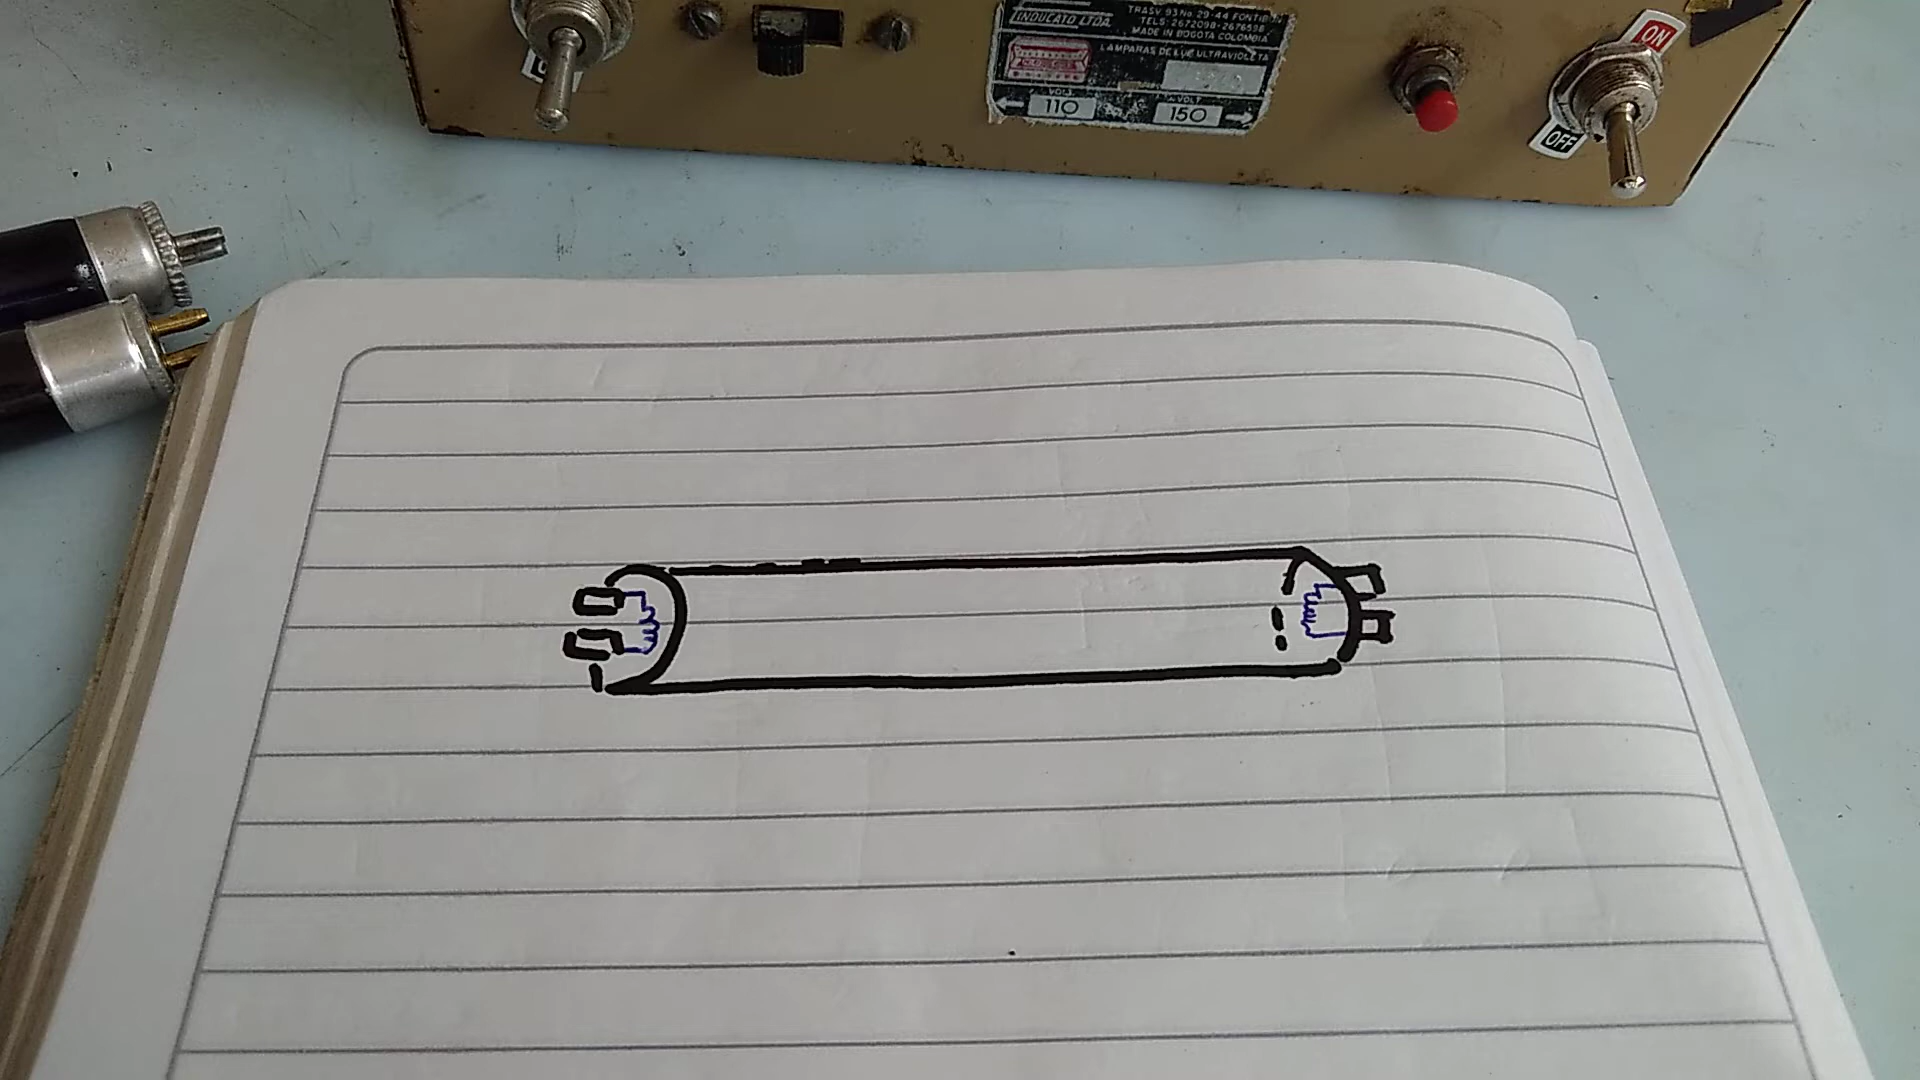 INDUCATO LTDA.
TRASV. 93 No. 29-44 FONTIBON
TELS: 2672098-2676598
MADE IN BOGOTA COLOMBIA
LAMPARAS DE LUZ ULTRAVIOLETA
VOLT.
110
150
ON
OFF